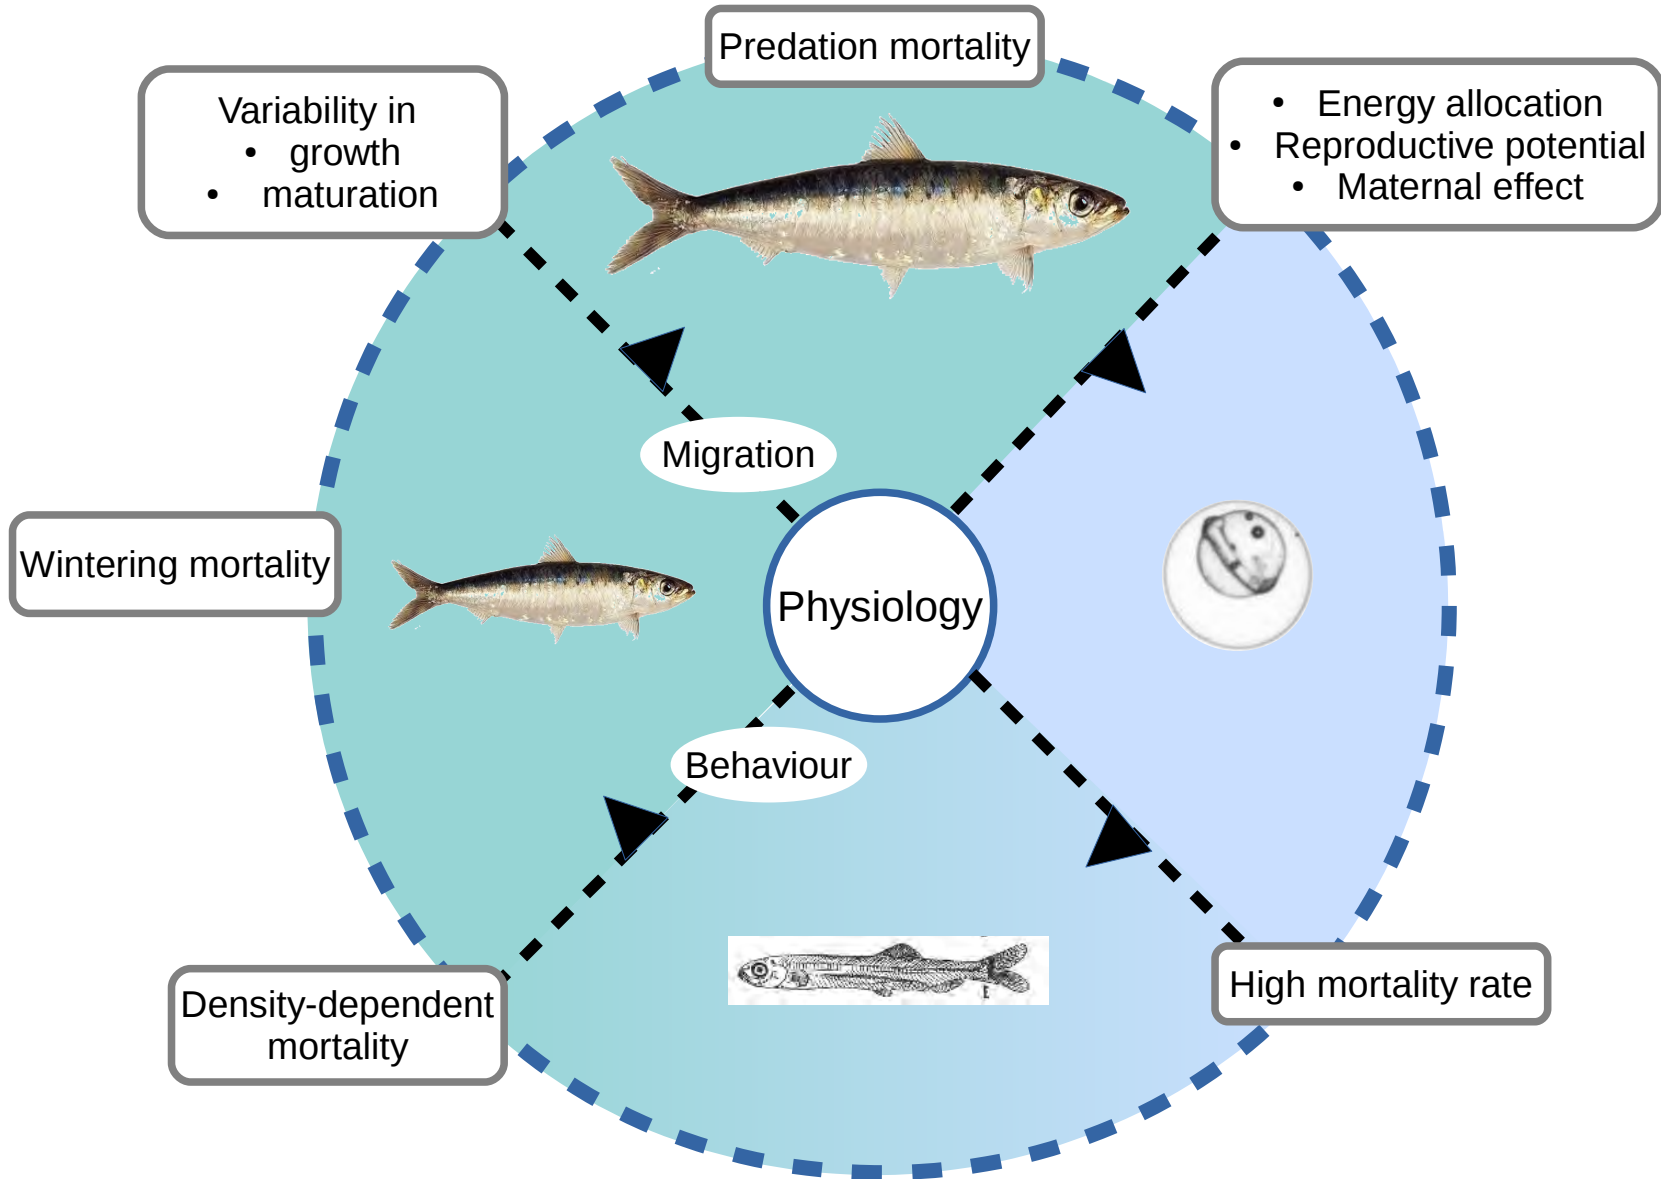 Predation mortality
Variability in
• growth
• maturation
• Energy allocation
• Reproductive potential
• Maternal effect
Migration
Wintering mortality
Physiology
Behaviour
Density-dependent
mortality
High mortality rate
E